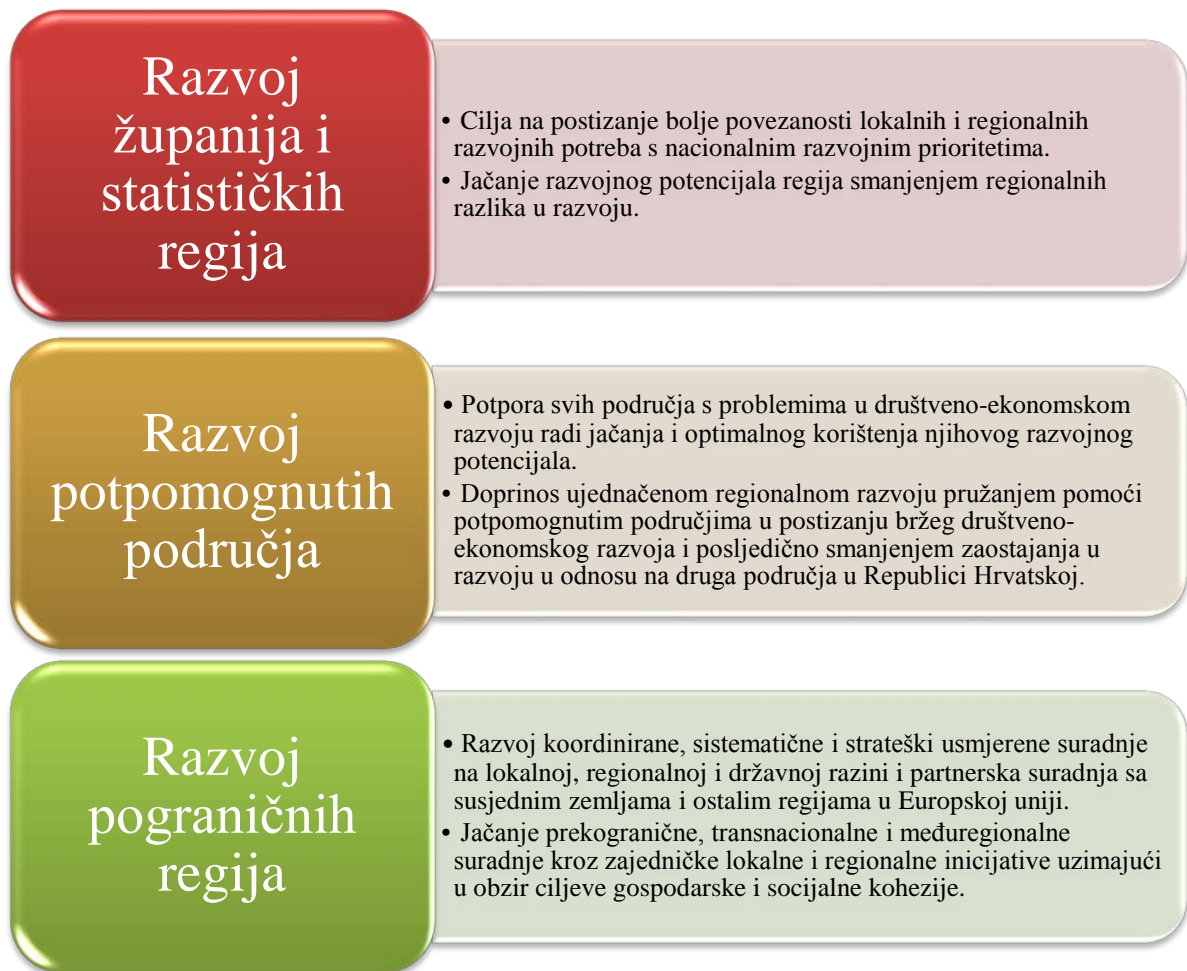 Razvoj
županija i
statističkih
regija
• Cilja na postizanje bolje povezanosti lokalnih i regionalnih
razvojnih potreba s nacionalnim razvojnim prioritetima.
• Jačanje razvojnog potencijala regija smanjenjem regionalnih
razlika u razvoju.
Razvoj
potpomognutih
područja
• Potpora svih područja s problemima u društveno-ekonomskom
razvoju radi jačanja i optimalnog korištenja njihovog razvojnog
potencijala.
• Doprinos ujednačenom regionalnom razvoju pružanjem pomoći
potpomognutim područjima u postizanju bržeg društveno-
ekonomskog razvoja i posljedično smanjenjem zaostajanja u
razvoju u odnosu na druga područja u Republici Hrvatskoj.
Razvoj
pograničnih
regija
• Razvoj koordinirane, sistematične i strateški usmjerene suradnje
na lokalnoj, regionalnoj i državnoj razini i partnerska suradnja sa
susjednim zemljama i ostalim regijama u Europskoj uniji.
• Jačanje prekogranične, transnacionalne i međuregionalne
suradnje kroz zajedničke lokalne i regionalne inicijative uzimajući
u obzir ciljeve gospodarske i socijalne kohezije.